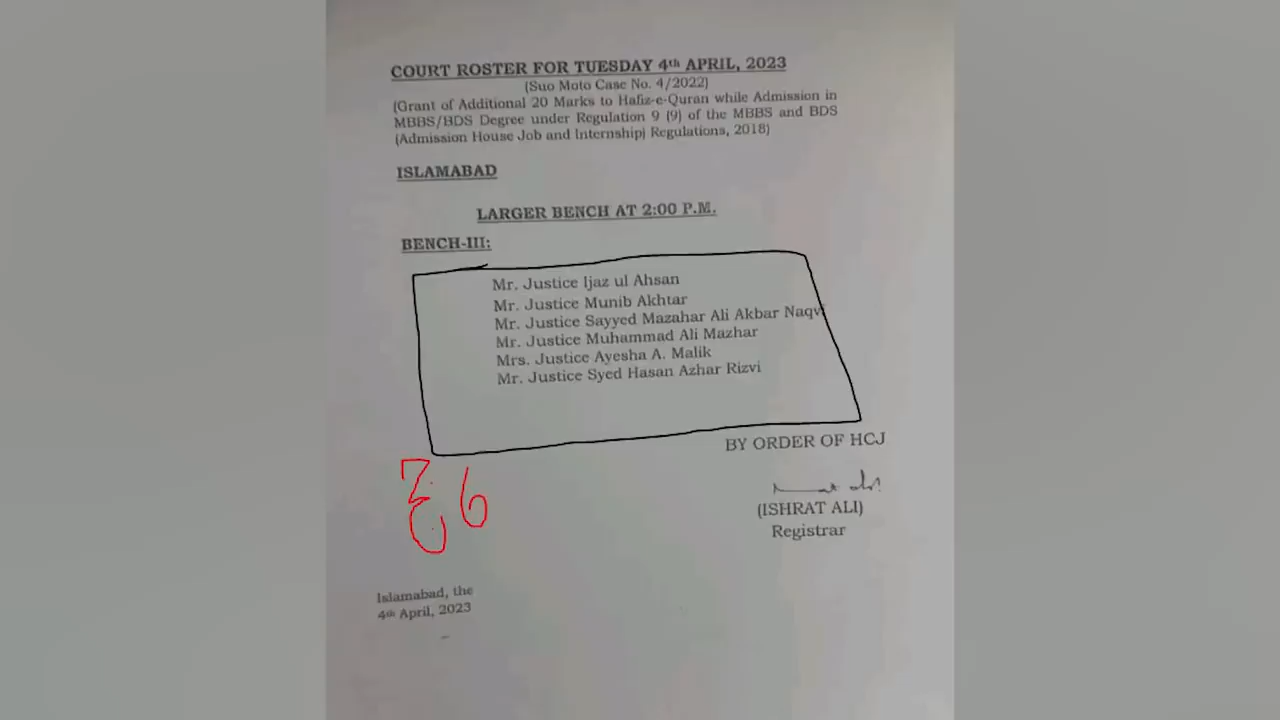 COURT ROSTER FOR TUESDAY 4th APRIL, 2023
(Suo Moto Case No. 4/2022)
(Grant of Additional 20 Marks to Hafiz-e-Quran while Admission in
MBBS/BDS Degree under Regulation 9 (9) of the MBBS and BDS
(Admission House Job and Internship) Regulations, 2018)
ISLAMABAD
LARGER BENCH AT 2:00 P.M.
BENCH-III:
Mr. Justice Ijaz ul Ahsan
Mr. Justice Munib Akhtar
Mr. Justice Sayyed Mazahar Ali Akbar Naqvi
Mr. Justice Muhammad Ali Mazhar
Mrs. Justice Ayesha A. Malik
Mr. Justice Syed Hasan Azhar Rizvi
BY ORDER OF HCJ
(ISHRAT ALI)
Registrar
6
Islamabad, the
4th April, 2023